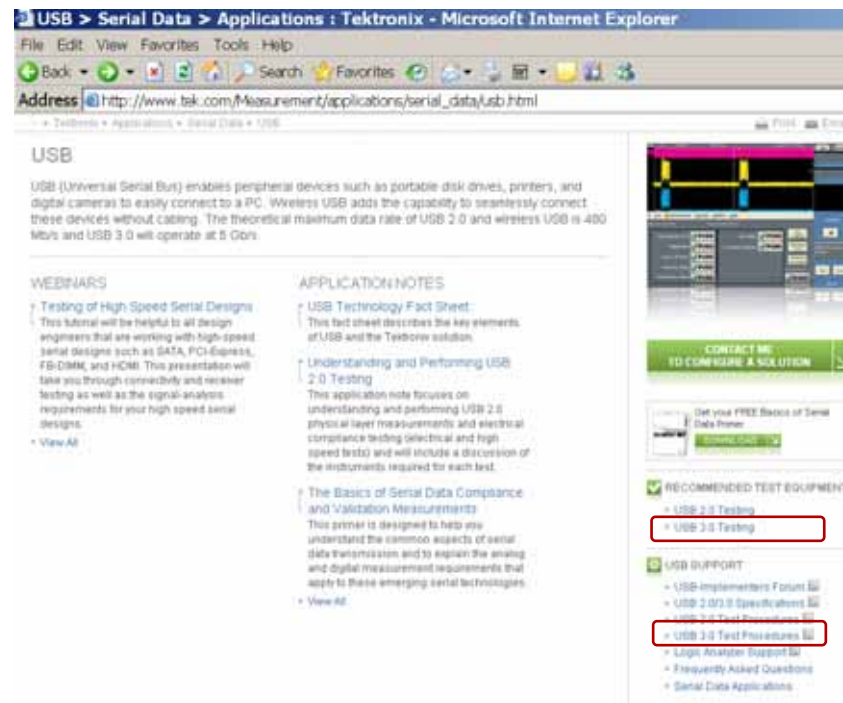 USB > Serial Data > Applications : Tektronix - Microsoft Internet Explorer
File Edit View Favorites Tools Help
Back Search Favorites
Address http://www.tek.com/Measurement/applications/serial_data/usb.html
Tektronix Applications Serial Data USB
Print
USB
USB (Universal Serial Bus) enables peripheral devices such as portable disk drives, printers, and
digital cameras to easily connect to a PC. Wireless USB adds the capability to seamlessly connect
these devices without cabling. The theoretical maximum data rate of USB 2.0 and wireless USB is 480
Mb/s and USB 3.0 will operate at 5 Gb/s.
WEBINARS
Testing of High Speed Serial Designs
This tutorial will be helpful to all design
engineers that are working with high-speed
serial designs such as SATA, PCI-Express,
FB-DIMM, and HDMI. This presentation will
take you through connectivity and receiver
testing as well as the signal-analysis
requirements for your high speed serial
designs.
View All
APPLICATION NOTES
USB Technology Fact Sheet
This fact sheet describes the key elements
of USB and the Tektronix solution.
Understanding and Performing USB
2.0 Testing
This application note focuses on
understanding and performing USB 2.0
physical layer measurements and electrical
compliance testing (electrical and high
speed tests) and will include a discussion of
the instruments required for each test.
The Basics of Serial Data Compliance
and Validation Measurements
This primer is designed to help you
understand the common aspects of serial
data transmission and to explain the analog
and digital measurement requirements that
apply to these emerging serial technologies.
View All
CONTACT ME
TO CONFIGURE A SOLUTION
Get your FREE Basics of Serial
Data Primer
DOWNLOAD
RECOMMENDED TEST EQUIPMENT
USB 2.0 Testing
USB 3.0 Testing
USB SUPPORT
USB-Implementers Forum
USB 2.0/3.0 Specifications
USB 2.0 Test Procedures
USB 3.0 Test Procedures
Logic Analyzer Support
Frequently Asked Questions
Serial Data Applications